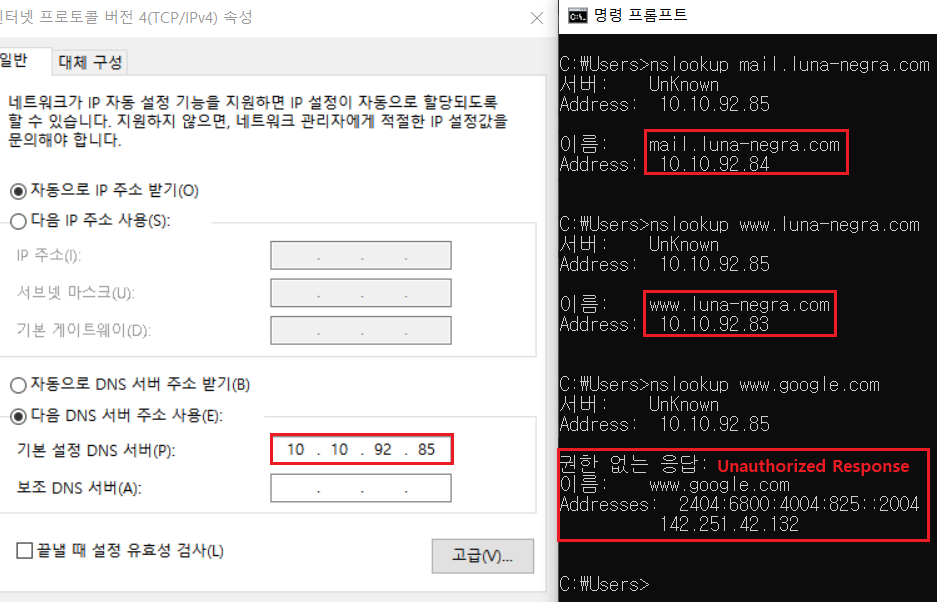 인터넷 프로토콜 버전 4(TCP/IPv4) 속성
일반
대체 구성
네트워크가 IP 자동 설정 기능을 지원하면 IP 설정이 자동으로 할당되도록
할 수 있습니다. 지원하지 않으면, 네트워크 관리자에게 적절한 IP 설정값을
문의해야 합니다.
자동으로 IP 주소 받기(O)
다음 IP 주소 사용(S):
IP 주소(I):
서브넷 마스크(U):
기본 게이트웨이(D):
자동으로 DNS 서버 주소 받기(B)
다음 DNS 서버 주소 사용(E):
기본 설정 DNS 서버(P):
10 . 10 . 92 . 85
보조 DNS 서버(A):
끝낼 때 설정 유효성 검사(L)
고급(V)...
명령 프롬프트
C:₩Users>nslookup mail.luna-negra.com
서버: UnKnown
Address: 10.10.92.85
이름: mail.luna-negra.com
Address: 10.10.92.84
C:₩Users>nslookup www.luna-negra.com
서버: UnKnown
Address: 10.10.92.85
이름: www.luna-negra.com
Address: 10.10.92.83
C:₩Users>nslookup www.google.com
서버: UnKnown
Address: 10.10.92.85
권한 없는 응답: Unauthorized Response
이름: www.google.com
Addresses: 2404:6800:4004:825::2004
142.251.42.132
C:₩Users>